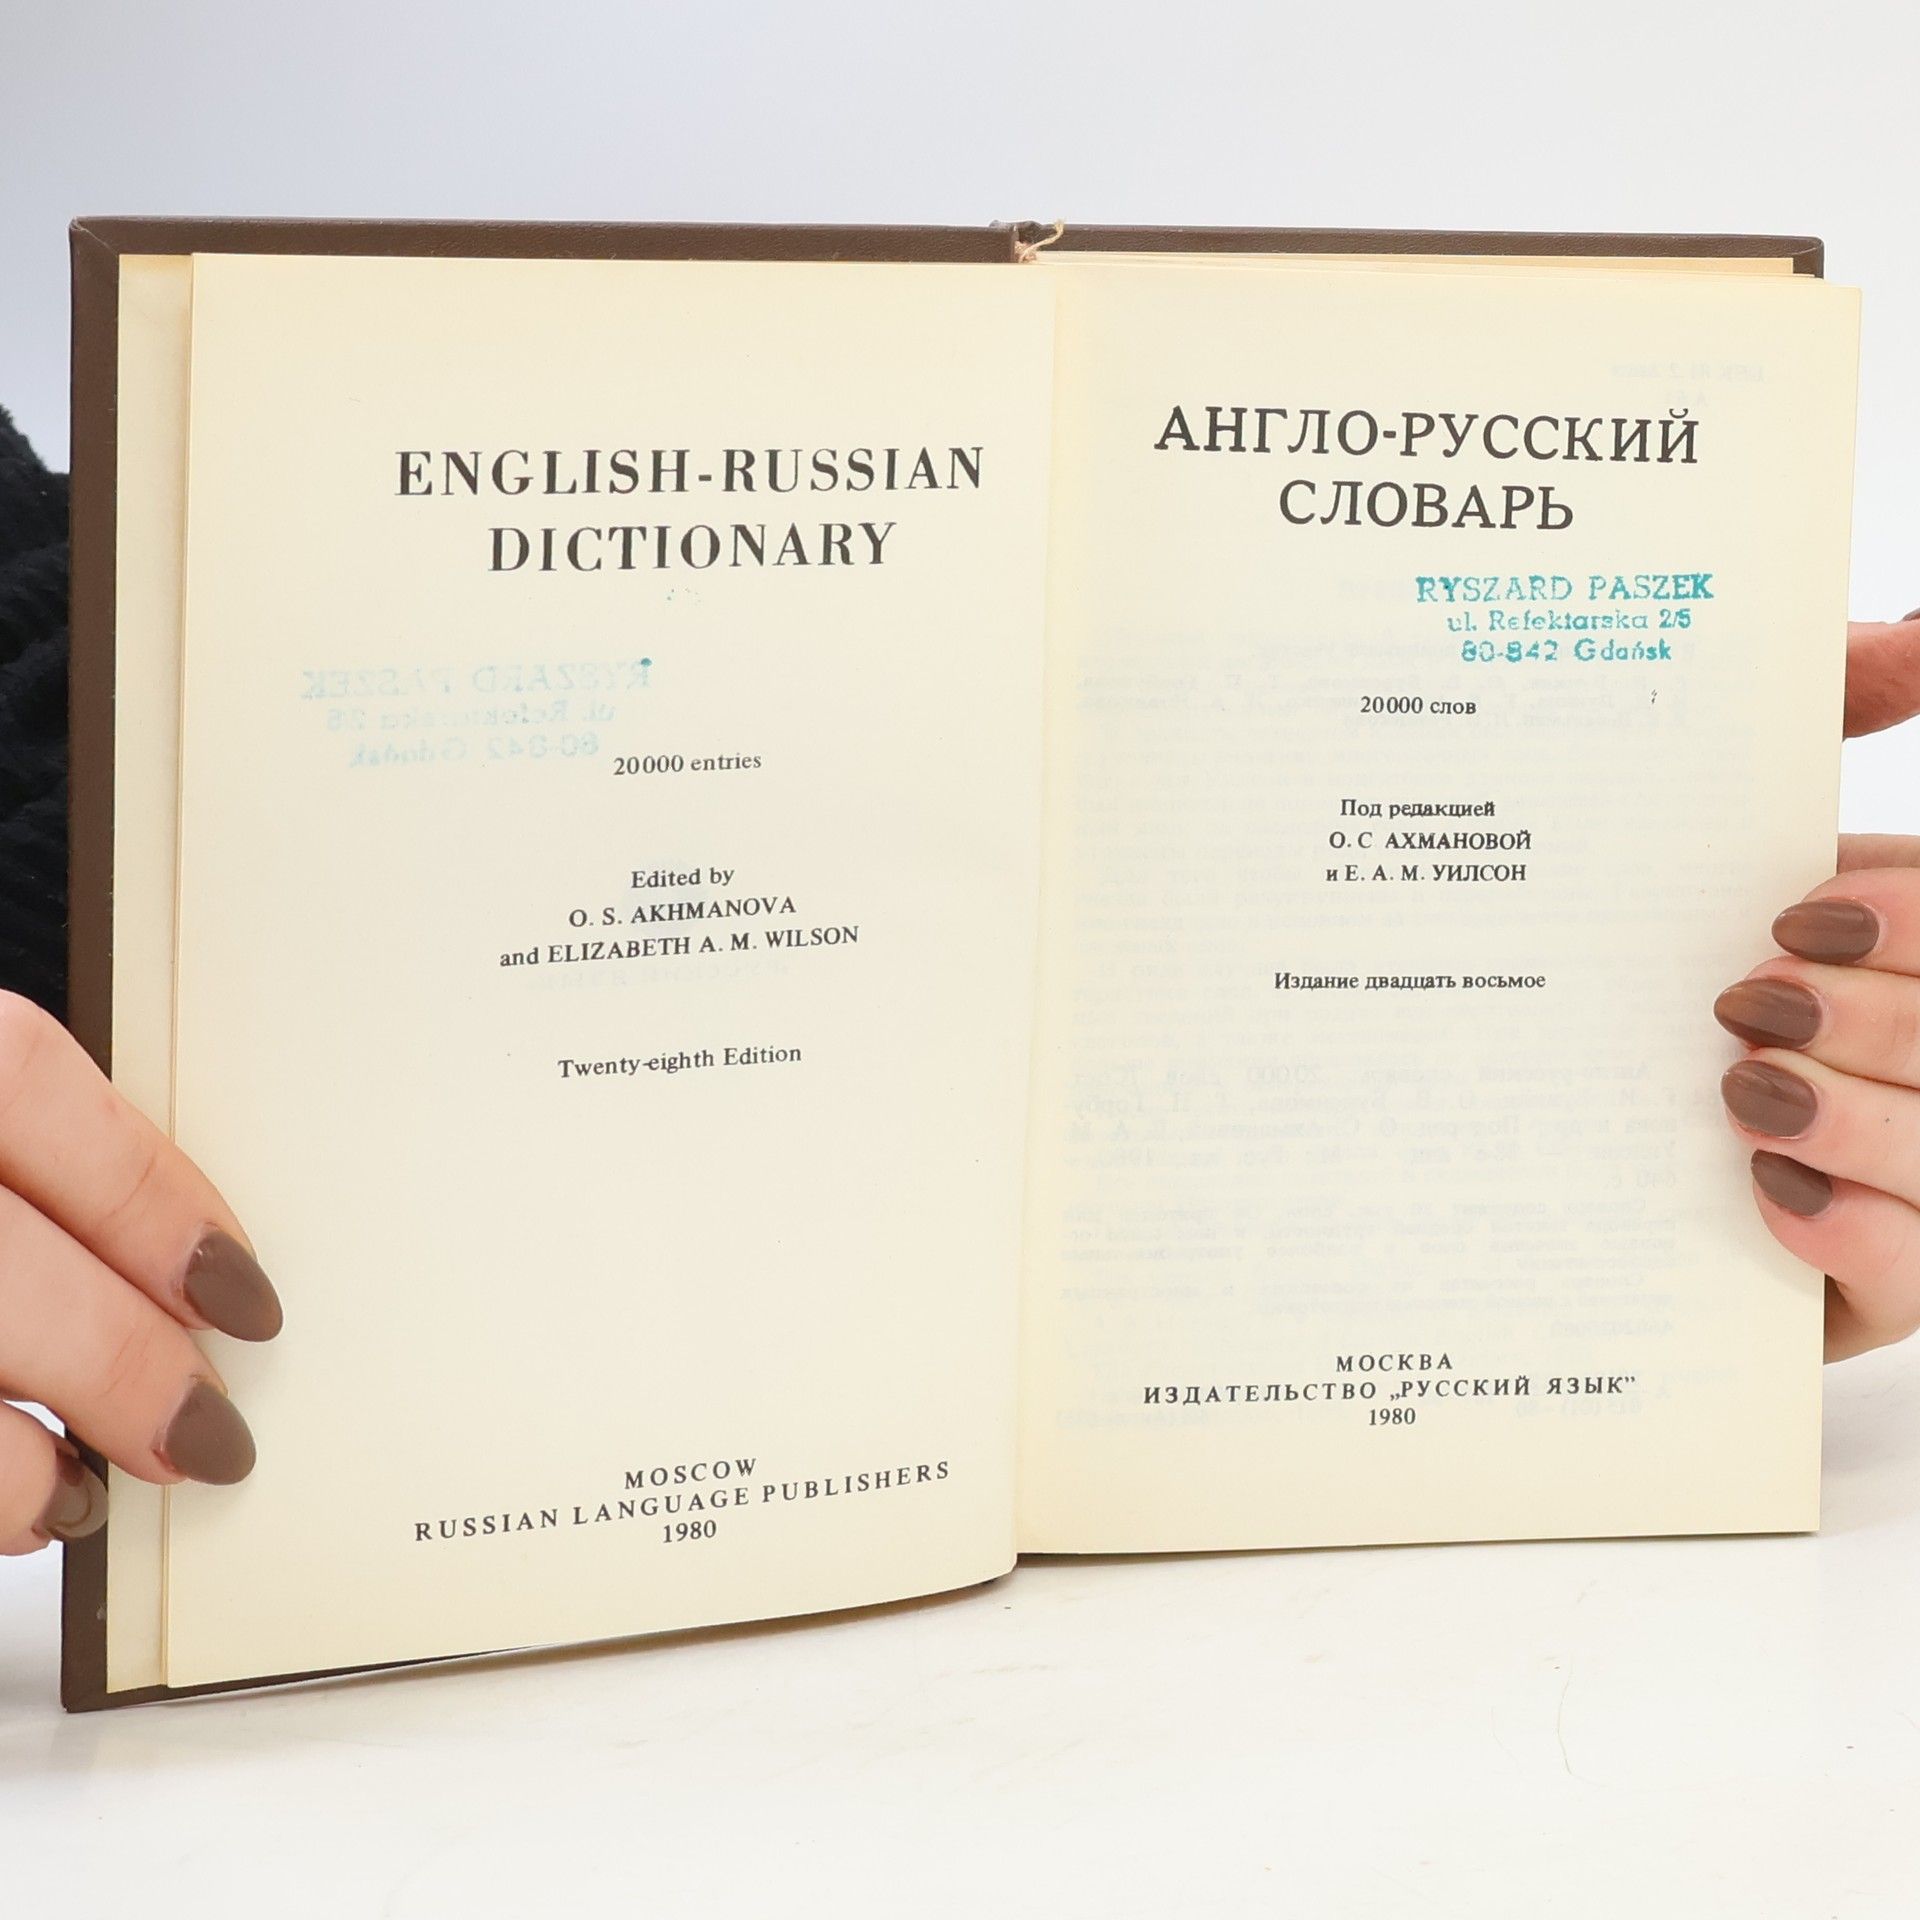 ENGLISH-RUSSIAN
DICTIONARY
20000 entries
Edited by
O. S. AKHMANOVA
and ELIZABETH A. M. WILSON
Twenty-eighth Edition
MOSCOW
RUSSIAN LANGUAGE PUBLISHERS
1980
АНГЛО-РУССКИЙ
СЛОВАРЬ
RYSZARD PASZEK
ul. Refektarska 2/5
80-842 Gdańsk
20000 слов
Под редакцией
О. С АХМАНОВОЙ
и Е. А. М. УИЛСОН
Издание двадцать восьмое
МОСКВА
ИЗДАТЕЛЬСТВО „РУССКИЙ ЯЗЫК”
1980